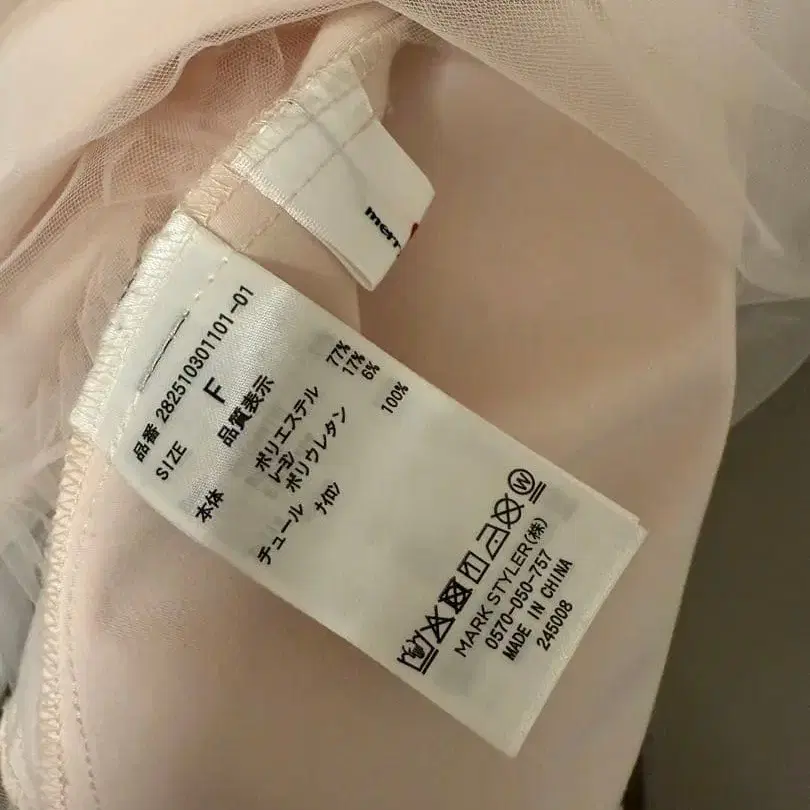 merr
品番 282510301101-01
SIZE F
品質表示
本体 ポリエステル 77%
レーヨン 17%
ポリウレタン 6%
チュール ナイロン 100%
MARK STYLER(株)
0570-050-757
MADE IN CHINA
245008